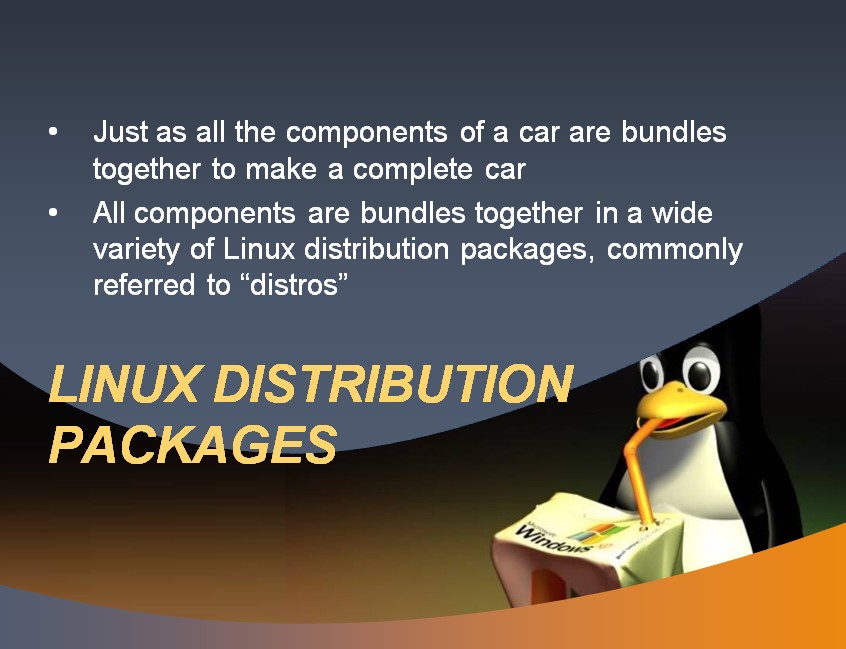 • Just as all the components of a car are bundles
together to make a complete car
• All components are bundles together in a wide
variety of Linux distribution packages, commonly
referred to “distros”
LINUX DISTRIBUTION
PACKAGES
Microsoft
Windows